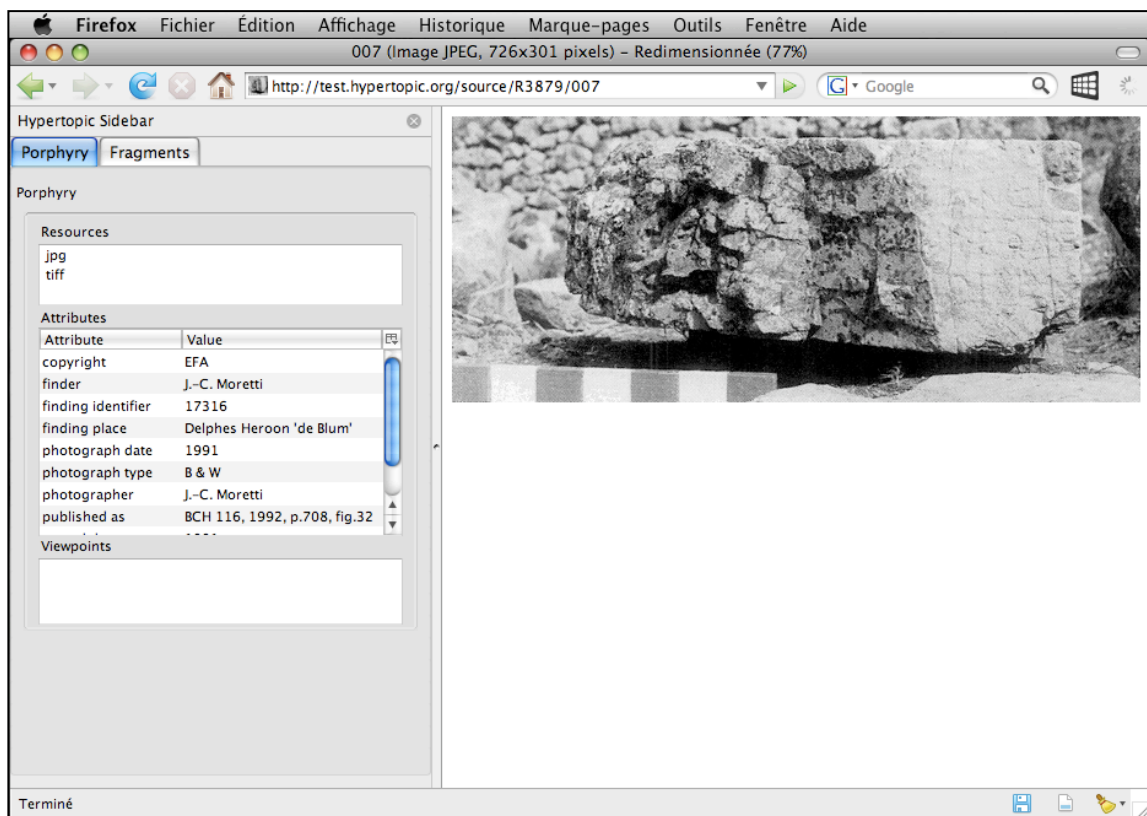 Firefox Fichier Édition Affichage Historique Marque-pages Outils Fenêtre Aide
007 (Image JPEG, 726x301 pixels) – Redimensionnée (77%)
http://test.hypertopic.org/source/R3879/007
G Google
Hypertopic Sidebar
Porphyry Fragments
Porphyry
Resources
jpg
tiff
Attributes
Attribute Value
copyright EFA
finder J.-C. Moretti
finding identifier 17316
finding place Delphes Heroon 'de Blum'
photograph date 1991
photograph type B & W
photographer J.-C. Moretti
published as BCH 116, 1992, p.708, fig.32
Viewpoints
Terminé